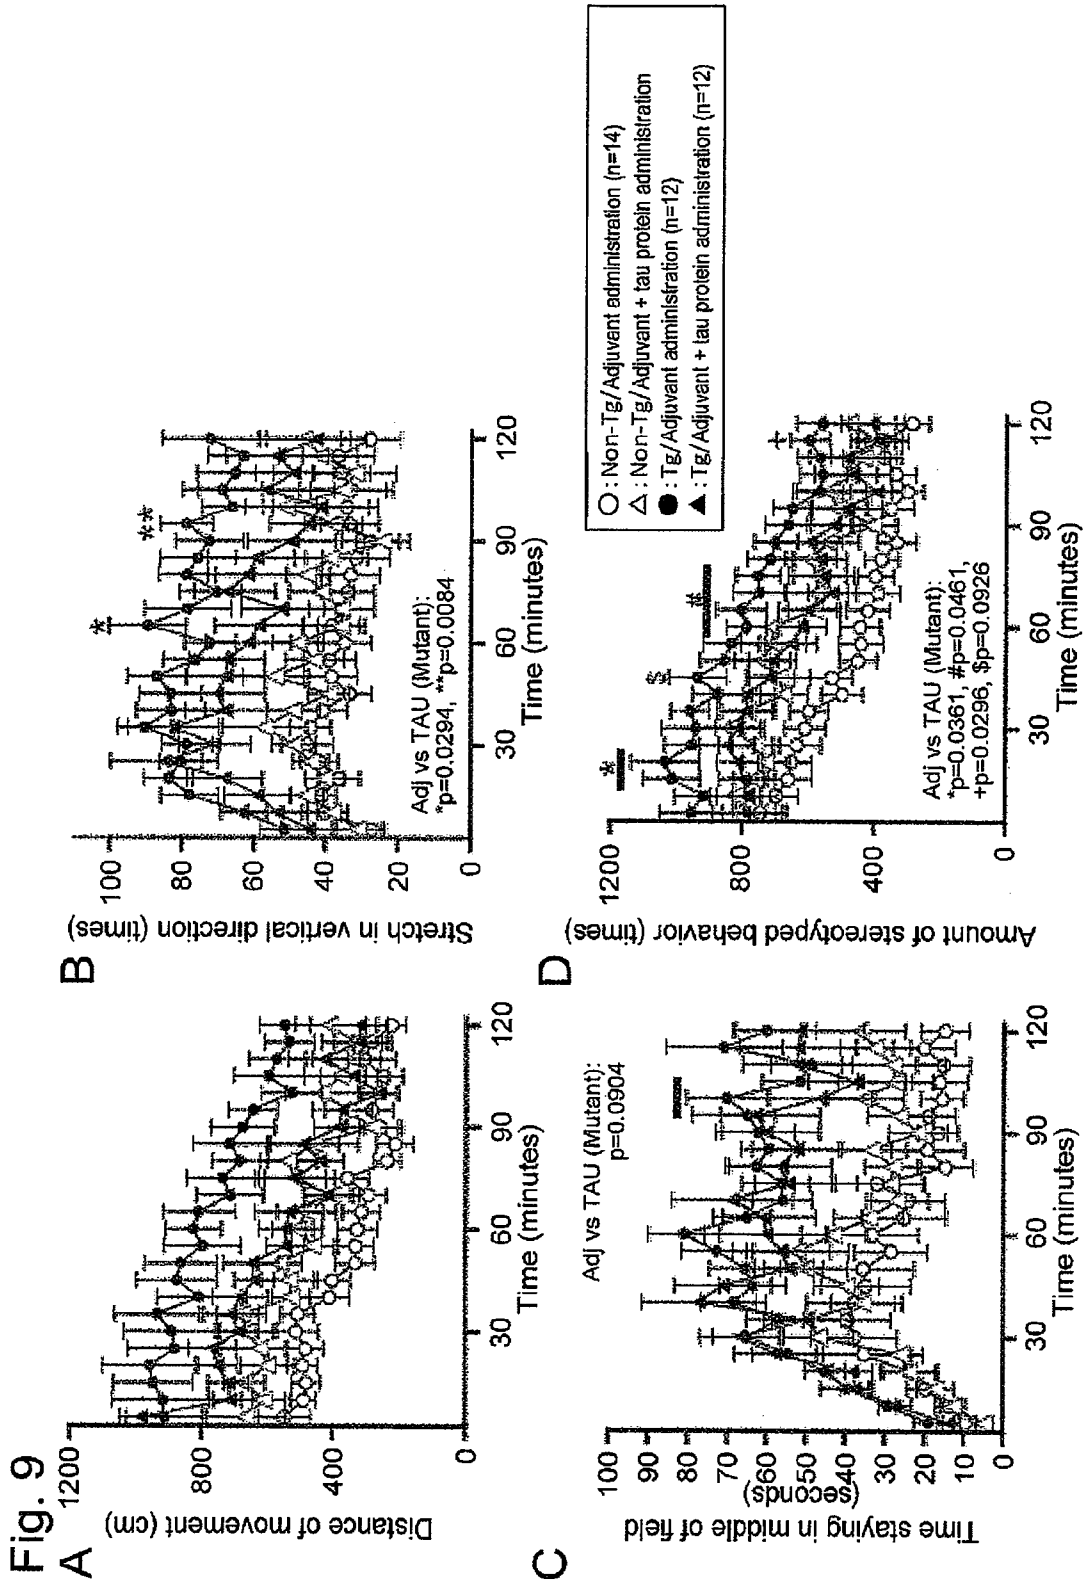 Fig. 9
A
Distance of movement (cm)
1200
800
400
0
30
60
90
120
Time (minutes)
B
Stretch in vertical direction (times)
100
80
60
40
20
0
*
**
Adj vs TAU (Mutant):
*p=0.0294, **p=0.0084
30
60
90
120
Time (minutes)
C
Time staying in middle of field
(seconds)
100
90
80
70
60
50
40
30
20
10
0
Adj vs TAU (Mutant):
p=0.0904
30
60
90
120
Time (minutes)
D
Amount of stereotyped behavior (times)
1200
800
400
0
*
$
#
+
Adj vs TAU (Mutant):
*p=0.0361, #p=0.0461,
+p=0.0296, $p=0.0926
30
60
90
120
Time (minutes)
○ : Non-Tg/Adjuvant administration (n=14)
△ : Non-Tg/Adjuvant + tau protein administration
● : Tg/Adjuvant administration (n=12)
▲ : Tg/Adjuvant + tau protein administration (n=12)